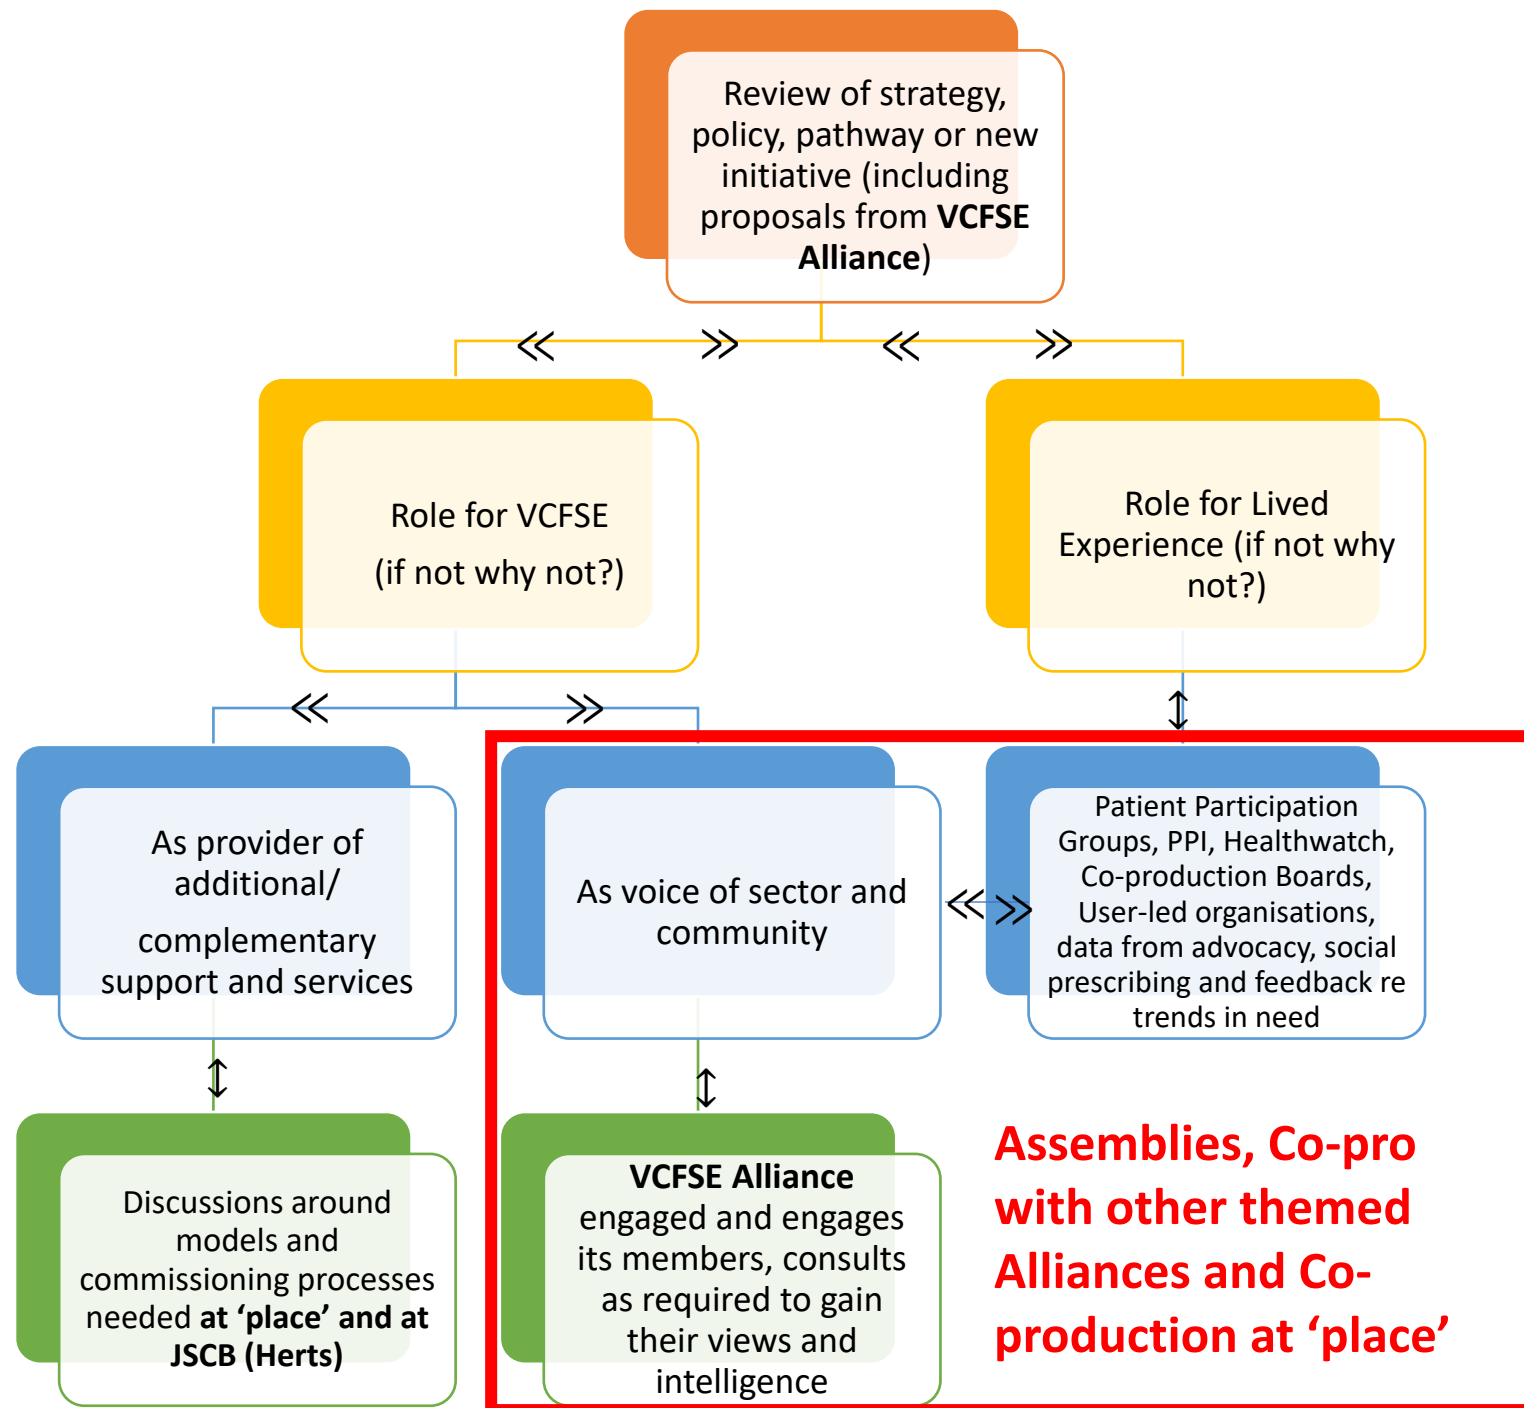 Review of strategy,
policy, pathway or new
initiative (including
proposals from VCFSE
Alliance)
Role for VCFSE
(if not why not?)
Role for Lived
Experience (if not why
not?)
As provider of
additional/
complementary
support and services
As voice of sector and
community
Patient Participation
Groups, PPI, Healthwatch,
Co-production Boards,
User-led organisations,
data from advocacy, social
prescribing and feedback re
trends in need
Discussions around
models and
commissioning processes
needed at ‘place’ and at
JSCB (Herts)
VCFSE Alliance
engaged and engages
its members, consults
as required to gain
their views and
intelligence
Assemblies, Co-pro
with other themed
Alliances and Co-
production at ‘place’